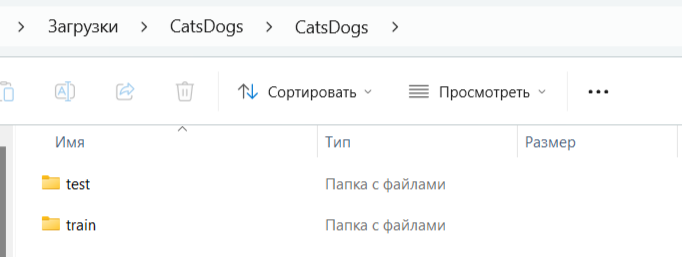 Загрузки CatsDogs CatsDogs
Сортировать Просмотреть
Имя Тип Размер
test Папка с файлами
train Папка с файлами